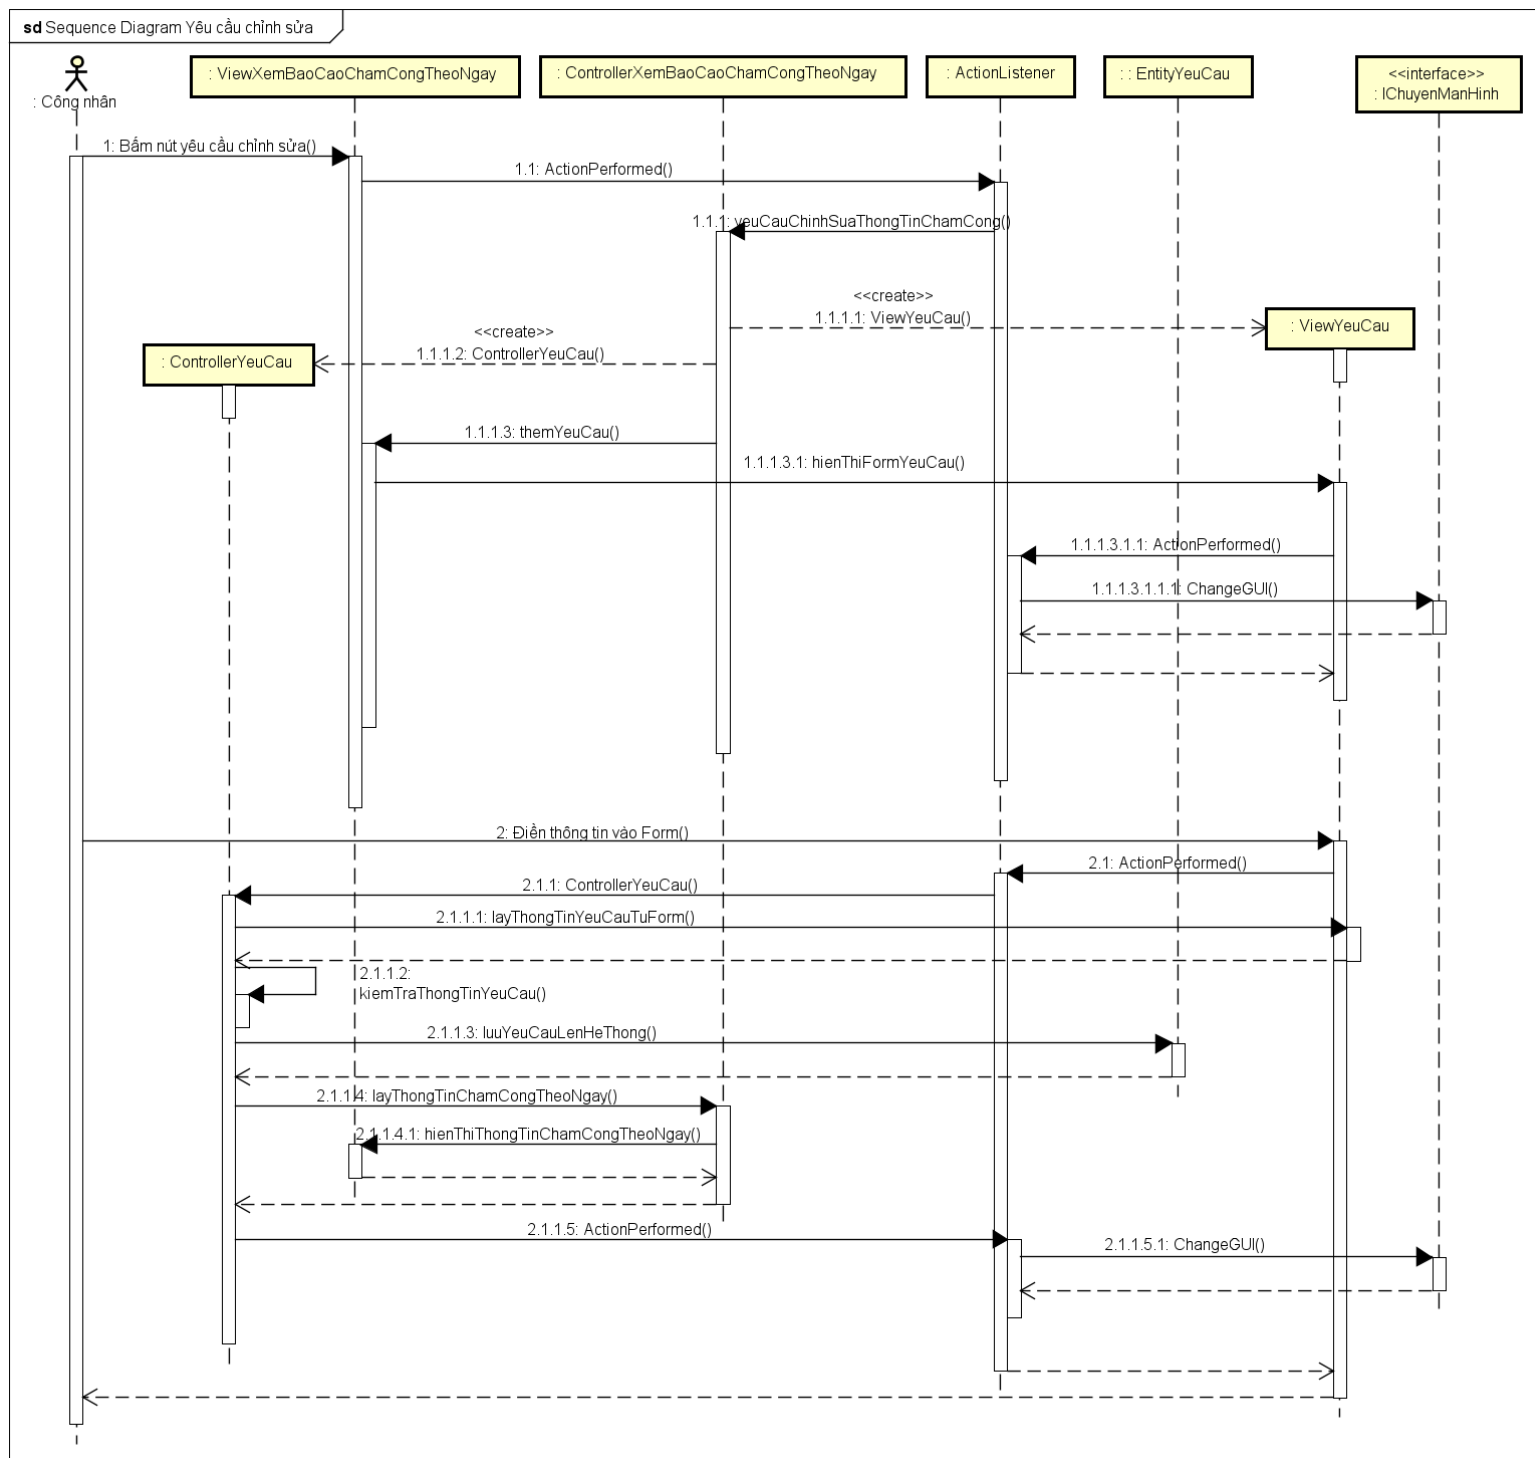 sd Sequence Diagram Yêu cầu chỉnh sửa
: Công nhân
: ViewXemBaoCaoChamCongTheoNgay
: ControllerXemBaoCaoChamCongTheoNgay
: ActionListener
: : EntityYeuCau
<<interface>>
: IChuyenManHinh
1: Bấm nút yêu cầu chỉnh sửa()
1.1: ActionPerformed()
1.1.1: yeuCauChinhSuaThongTinChamCong()
<<create>>
1.1.1.1: ViewYeuCau()
: ViewYeuCau
<<create>>
1.1.1.2: ControllerYeuCau()
: ControllerYeuCau
1.1.1.3: themYeuCau()
1.1.1.3.1: hienThiFormYeuCau()
1.1.1.3.1.1: ActionPerformed()
1.1.1.3.1.1.1: ChangeGUI()
2: Điền thông tin vào Form()
2.1: ActionPerformed()
2.1.1: ControllerYeuCau()
2.1.1.1: layThongTinYeuCauTuForm()
2.1.1.2:
kiemTraThongTinYeuCau()
2.1.1.3: luuYeuCauLenHeThong()
2.1.1.4: layThongTinChamCongTheoNgay()
2.1.1.4.1: hienThiThongTinChamCongTheoNgay()
2.1.1.5: ActionPerformed()
2.1.1.5.1: ChangeGUI()